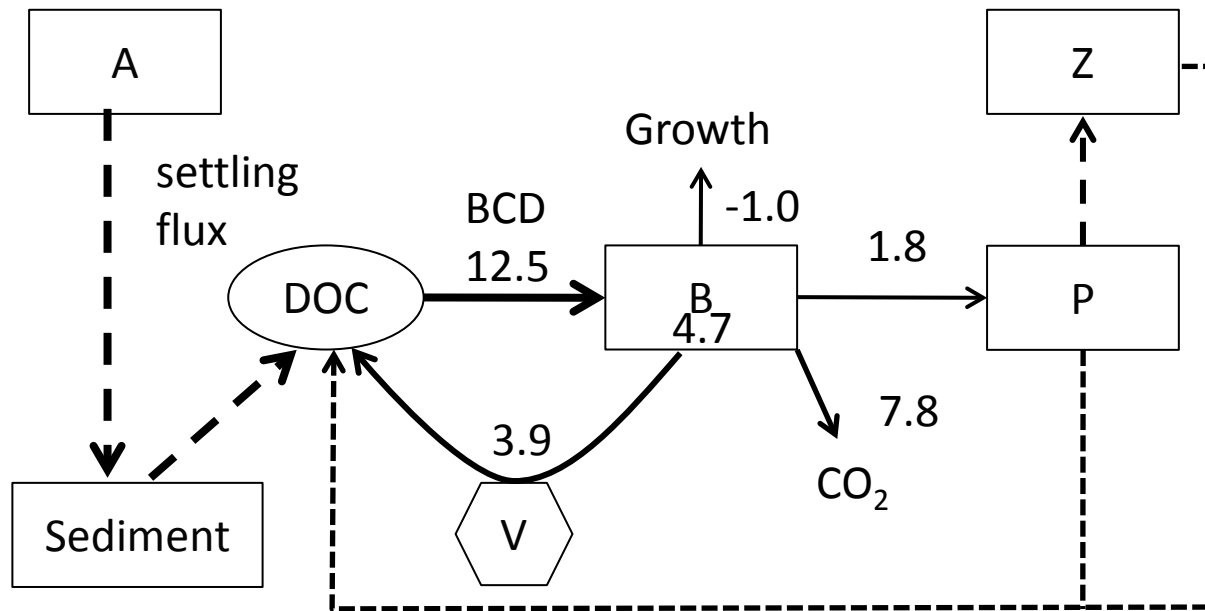 A
Z
Growth
settling
flux
BCD
-1.0
12.5
1.8
DOC
B
4.7
P
3.9
7.8
CO₂
Sediment
V